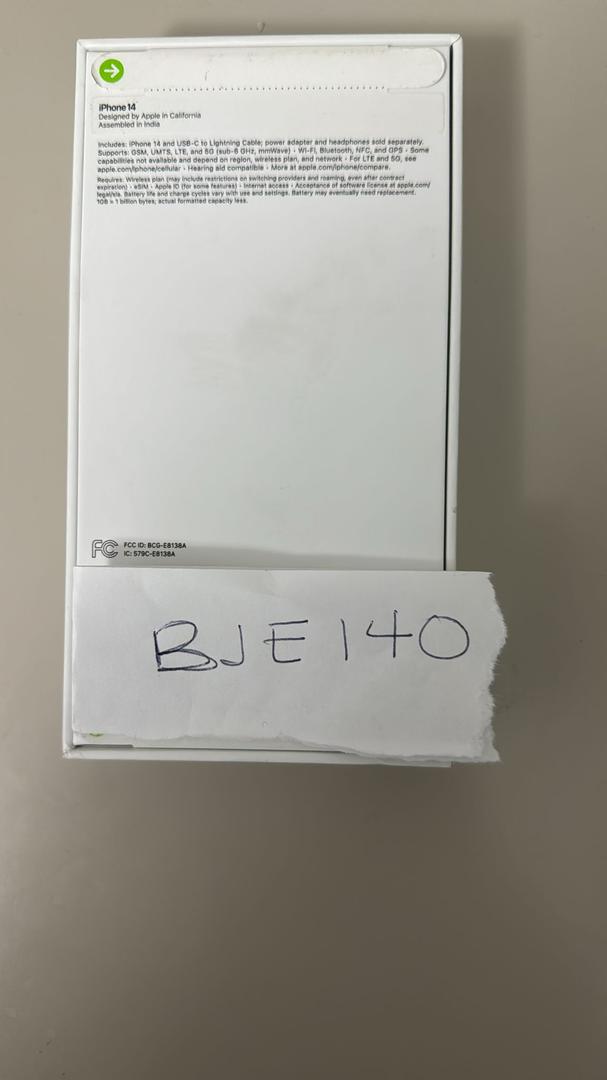 iPhone 14
Designed by Apple in California
Assembled in India
Includes: iPhone 14 and USB-C to Lightning Cable; power adapter and headphones sold separately.
Supports: GSM, UMTS, LTE, and 5G (sub-6 GHz, mmWave) • Wi-Fi, Bluetooth, NFC, and GPS • Some
capabilities not available and depend on region, wireless plan, and network • For LTE and 5G, see
apple.com/iphone/cellular • Hearing aid compatible • More at apple.com/iphone/compare.
Requires: Wireless plan (may include restrictions on switching providers and roaming, even after contract
expiration) • eSIM • Apple ID (for some features) • Internet access • Acceptance of software license at apple.com/
legal/sla. Battery life and charge cycles vary with use and settings. Battery may eventually need replacement.
1GB = 1 billion bytes; actual formatted capacity less.
FC FCC ID: BCG-E8138A
IC: 579C-E8138A
BJE140